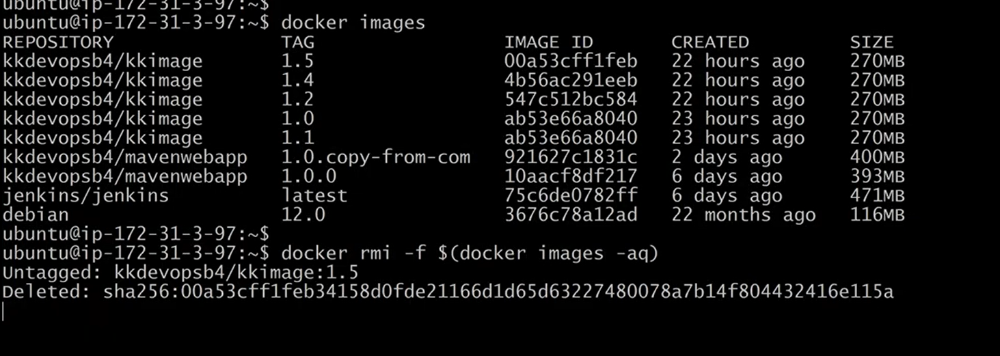 ubuntu@ip-172-31-3-97:~$
ubuntu@ip-172-31-3-97:~$ docker images
REPOSITORY TAG IMAGE ID CREATED SIZE
kkdevopsb4/kkimage 1.5 00a53cff1feb 22 hours ago 270MB
kkdevopsb4/kkimage 1.4 4b56ac291eeb 22 hours ago 270MB
kkdevopsb4/kkimage 1.2 547c512bc584 22 hours ago 270MB
kkdevopsb4/kkimage 1.0 ab53e66a8040 23 hours ago 270MB
kkdevopsb4/kkimage 1.1 ab53e66a8040 23 hours ago 270MB
kkdevopsb4/mavenwebapp 1.0.copy-from-com 921627c1831c 2 days ago 400MB
kkdevopsb4/mavenwebapp 1.0.0 10aacf8df217 6 days ago 393MB
jenkins/jenkins latest 75c6de0782ff 6 days ago 471MB
debian 12.0 3676c78a12ad 22 months ago 116MB
ubuntu@ip-172-31-3-97:~$
ubuntu@ip-172-31-3-97:~$ docker rmi -f $(docker images -aq)
Untagged: kkdevopsb4/kkimage:1.5
Deleted: sha256:00a53cff1feb34158d0fde21166d1d65d63227480078a7b14f804432416e115a